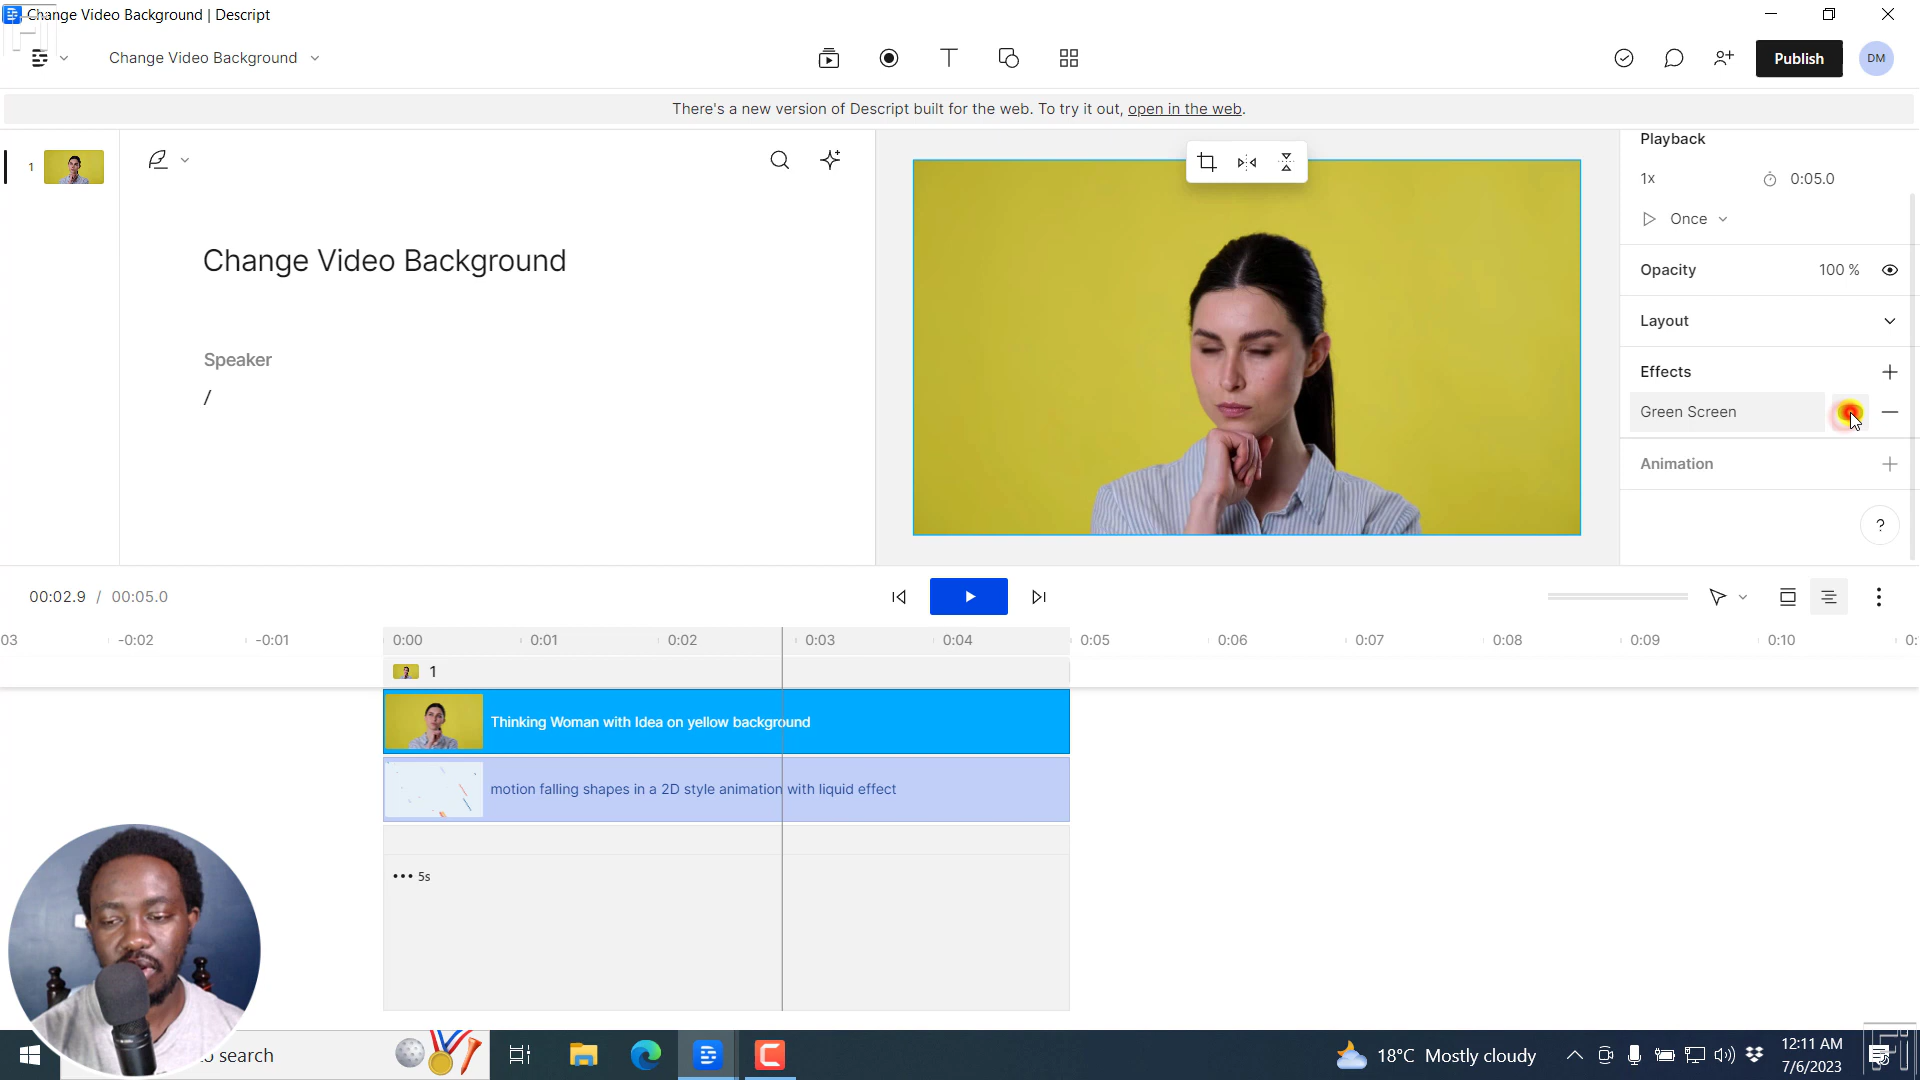 Change Video Background | Descript
Change Video Background
Publish
DM
There's a new version of Descript built for the web. To try it out, open in the web.
1
Change Video Background
Speaker
/
Playback
1x
0:05.0
Once
Opacity
100 %
Layout
Effects
Green Screen
Animation
?
00:02.9 / 00:05.0
03 -0:02 -0:01 0:00 0:01 0:02 0:03 0:04 0:05 0:06 0:07 0:08 0:09 0:10 0:
1
Thinking Woman with Idea on yellow background
motion falling shapes in a 2D style animation with liquid effect
••• 5s
search
18°C Mostly cloudy
12:11 AM
7/6/2023